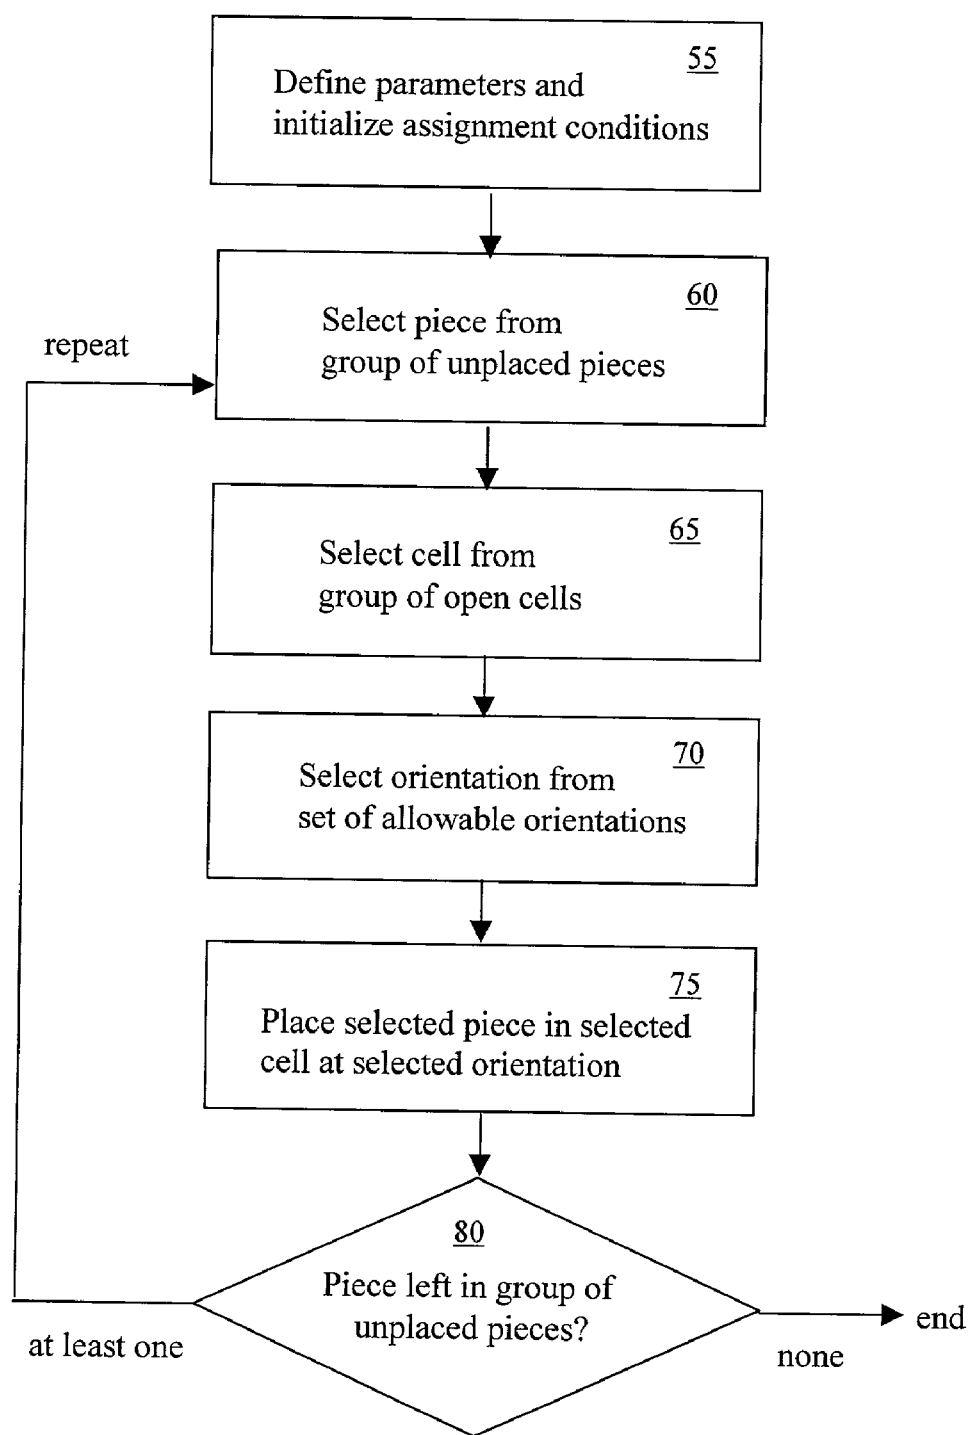 55
Define parameters and
initialize assignment conditions
60
Select piece from
group of unplaced pieces
repeat
65
Select cell from
group of open cells
70
Select orientation from
set of allowable orientations
75
Place selected piece in selected
cell at selected orientation
80
Piece left in group of
unplaced pieces?
at least one
end
none